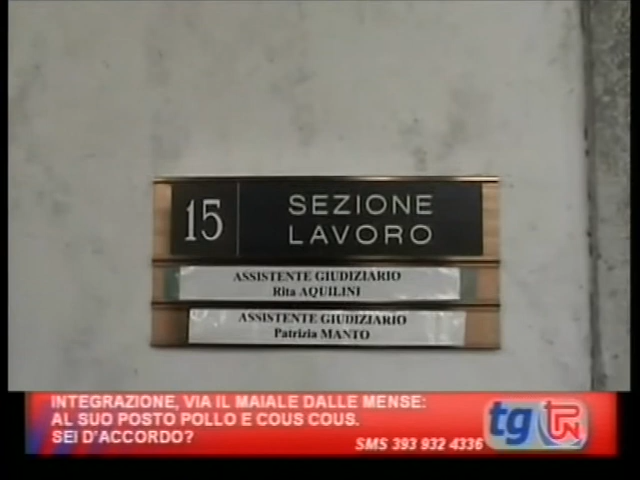 15
SEZIONE
LAVORO
ASSISTENTE GIUDIZIARIO
Rita AQUILINI
ASSISTENTE GIUDIZIARIO
Patrizia MANTO
INTEGRAZIONE, VIA IL MAIALE DALLE MENSE:
AL SUO POSTO POLLO E COUS COUS.
SEI D'ACCORDO?
SMS 393 932 4336
tg TPN